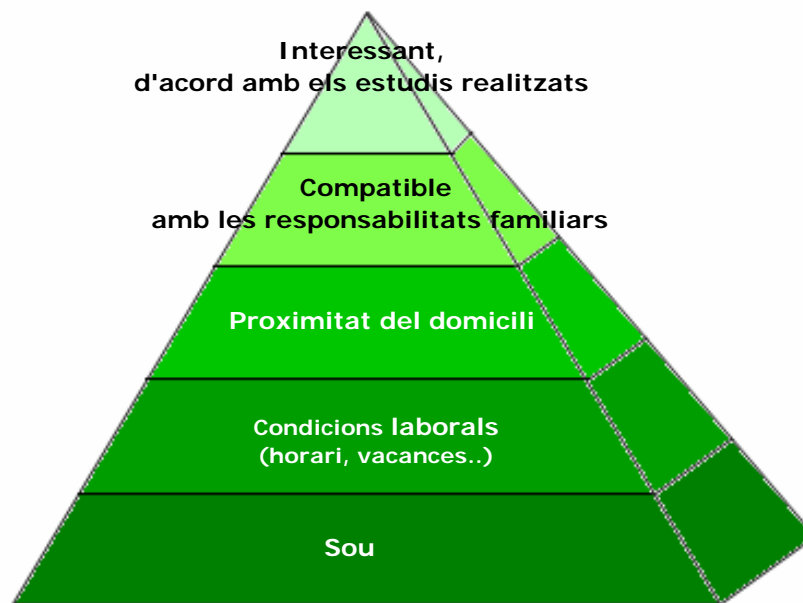 Interessant,
d'acord amb els estudis realitzats
Compatible
amb les responsabilitats familiars
Proximitat del domicili
Condicions laborals
(horari, vacances..)
Sou